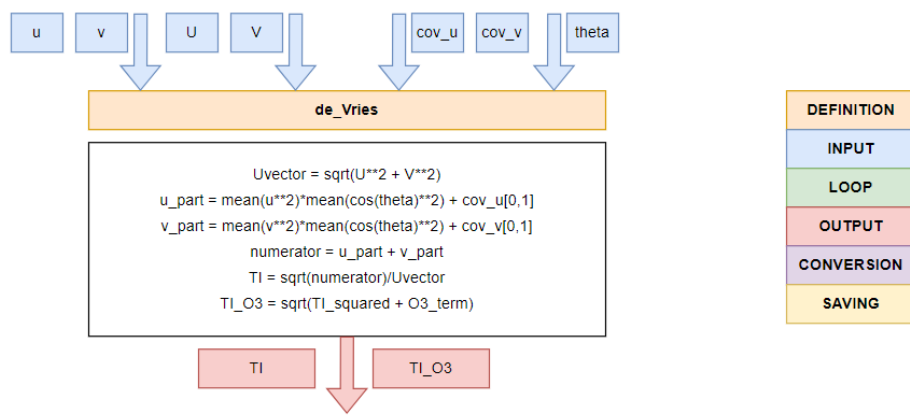 u v U V cov_u cov_v theta
de_Vries
Uvector = sqrt(U**2 + V**2)
u_part = mean(u**2)*mean(cos(theta)**2) + cov_u[0,1]
v_part = mean(v**2)*mean(cos(theta)**2) + cov_v[0,1]
numerator = u_part + v_part
TI = sqrt(numerator)/Uvector
TI_O3 = sqrt(TI_squared + O3_term)
TI TI_O3
DEFINITION
INPUT
LOOP
OUTPUT
CONVERSION
SAVING